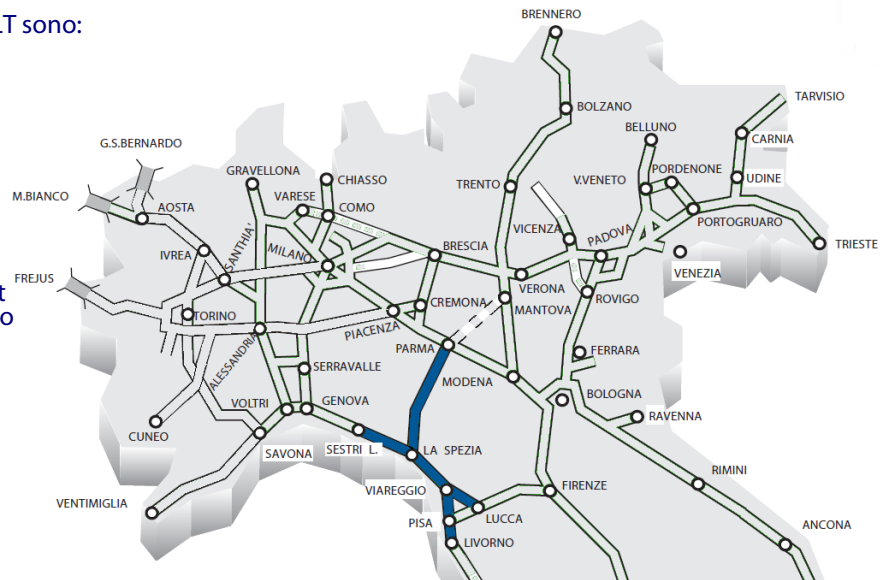 LT sono:
BRENNERO
TARVISIO
BOLZANO
BELLUNO
CARNIA
G.S.BERNARDO
GRAVELLONA
CHIASSO
TRENTO
V.VENETO
PORDENONE
UDINE
M.BIANCO
AOSTA
VARESE
COMO
PORTOGRUARO
VICENZA
PADOVA
TRIESTE
IVREA
SANTHIA'
MILANO
BRESCIA
VENEZIA
FREJUS
t
o
VERONA
ROVIGO
TORINO
CREMONA
MANTOVA
PIACENZA
PARMA
FERRARA
ALESSANDRIA
SERRAVALLE
MODENA
BOLOGNA
VOLTRI
GENOVA
RAVENNA
CUNEO
SAVONA
SESTRI L.
LA SPEZIA
RIMINI
VENTIMIGLIA
VIAREGGIO
FIRENZE
PISA
LUCCA
ANCONA
LIVORNO